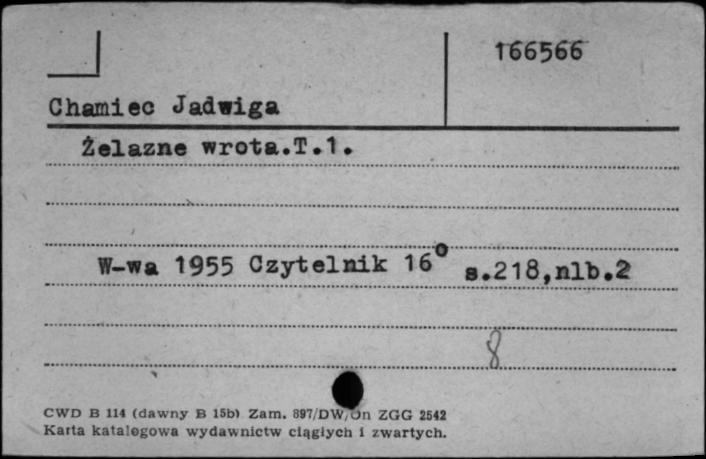 166566
Chamiec Jadwiga
Żelazne wrota.T.1.
W-wa 1955 Czytelnik 16° s.218,nlb.2
8
CWD B 114 (dawny B 15b) Zam. 897/DW/On ZGG 2542
Karta katalogowa wydawnictw ciągłych i zwartych.